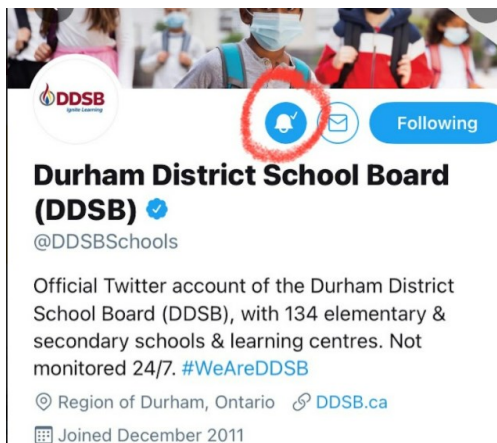 DDSB
Ignite Learning
Following
Durham District School Board
(DDSB)
@DDSBSchools
Official Twitter account of the Durham District
School Board (DDSB), with 134 elementary &
secondary schools & learning centres. Not
monitored 24/7. #WeAreDDSB
Region of Durham, Ontario DDSB.ca
Joined December 2011